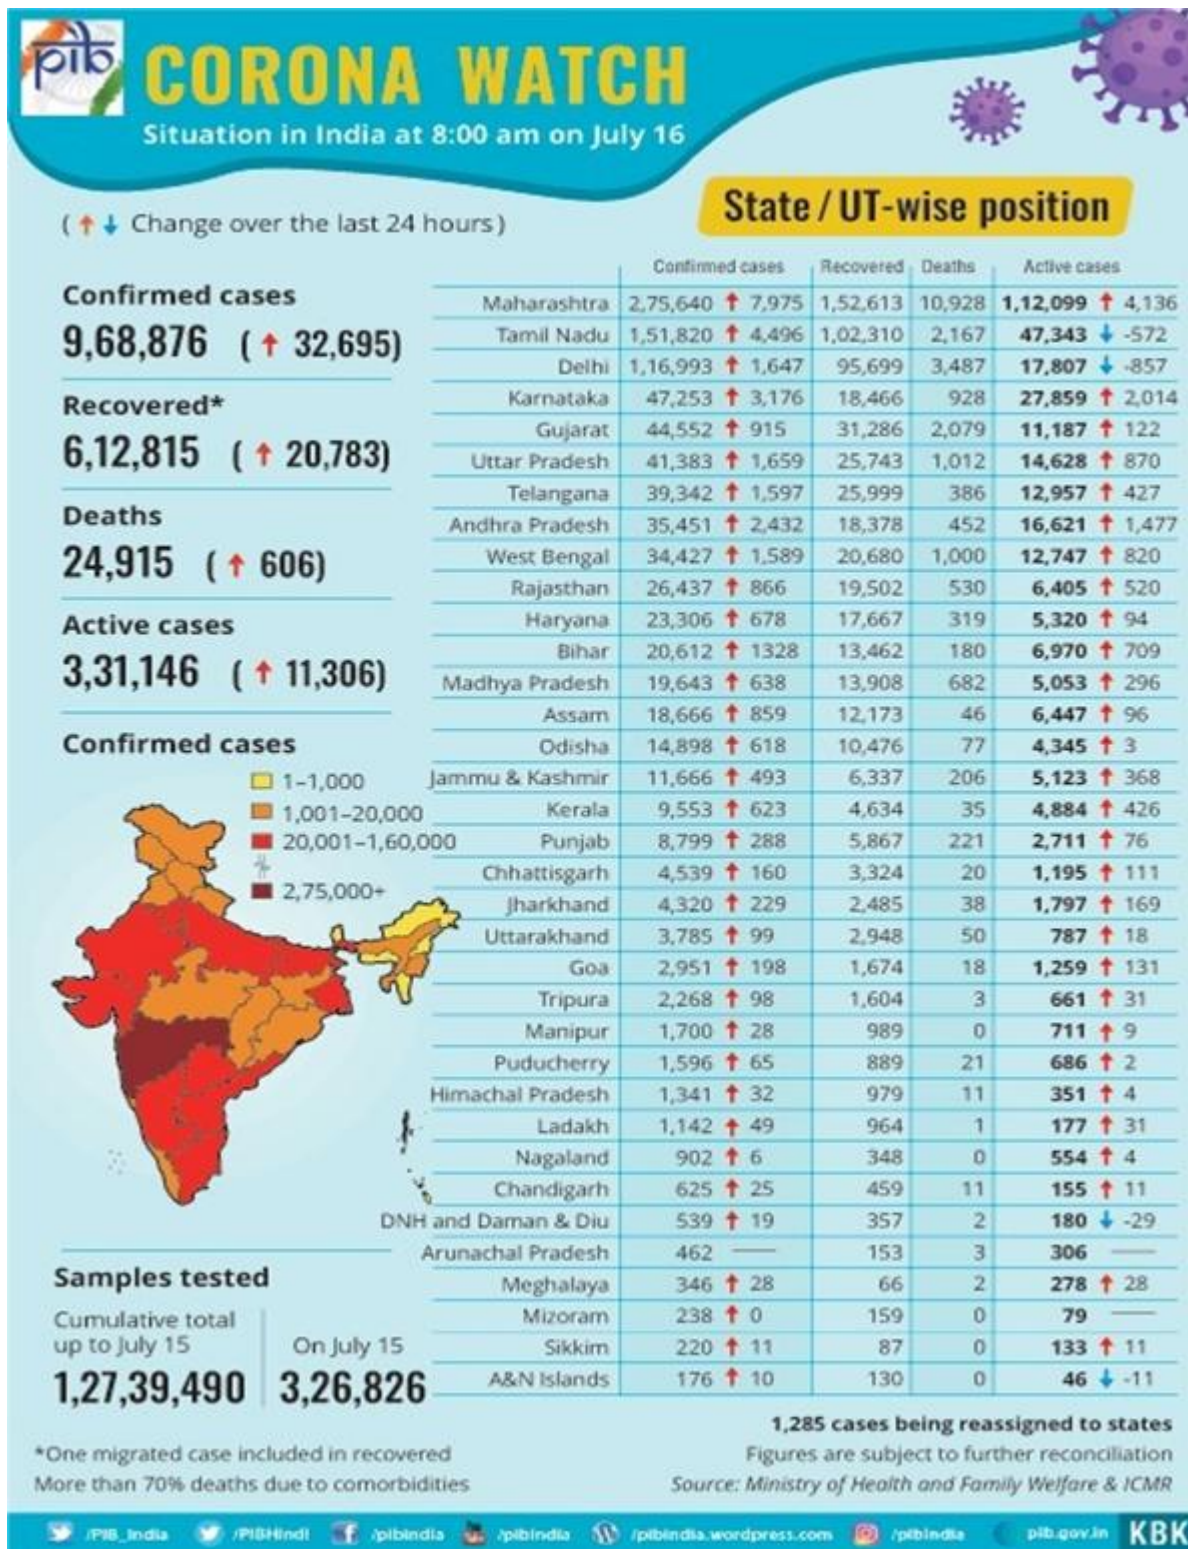 pib
CORONA WATCH
Situation in India at 8:00 am on July 16
State / UT-wise position
(↑ ↓ Change over the last 24 hours)
Confirmed cases
9,68,876 (↑ 32,695)
Recovered*
6,12,815 (↑ 20,783)
Deaths
24,915 (↑ 606)
Active cases
3,31,146 (↑ 11,306)
Confirmed cases
1–1,000
1,001–20,000
20,001–1,60,000
2,75,000+
Samples tested
Cumulative total
up to July 15
1,27,39,490
On July 15
3,26,826
Confirmed cases Recovered Deaths Active cases
Maharashtra 2,75,640 ↑ 7,975 1,52,613 10,928 1,12,099 ↑ 4,136
Tamil Nadu 1,51,820 ↑ 4,496 1,02,310 2,167 47,343 ↓ -572
Delhi 1,16,993 ↑ 1,647 95,699 3,487 17,807 ↓ -857
Karnataka 47,253 ↑ 3,176 18,466 928 27,859 ↑ 2,014
Gujarat 44,552 ↑ 915 31,286 2,079 11,187 ↑ 122
Uttar Pradesh 41,383 ↑ 1,659 25,743 1,012 14,628 ↑ 870
Telangana 39,342 ↑ 1,597 25,999 386 12,957 ↑ 427
Andhra Pradesh 35,451 ↑ 2,432 18,378 452 16,621 ↑ 1,477
West Bengal 34,427 ↑ 1,589 20,680 1,000 12,747 ↑ 820
Rajasthan 26,437 ↑ 866 19,502 530 6,405 ↑ 520
Haryana 23,306 ↑ 678 17,667 319 5,320 ↑ 94
Bihar 20,612 ↑ 1328 13,462 180 6,970 ↑ 709
Madhya Pradesh 19,643 ↑ 638 13,908 682 5,053 ↑ 296
Assam 18,666 ↑ 859 12,173 46 6,447 ↑ 96
Odisha 14,898 ↑ 618 10,476 77 4,345 ↑ 3
Jammu & Kashmir 11,666 ↑ 493 6,337 206 5,123 ↑ 368
Kerala 9,553 ↑ 623 4,634 35 4,884 ↑ 426
Punjab 8,799 ↑ 288 5,867 221 2,711 ↑ 76
Chhattisgarh 4,539 ↑ 160 3,324 20 1,195 ↑ 111
Jharkhand 4,320 ↑ 229 2,485 38 1,797 ↑ 169
Uttarakhand 3,785 ↑ 99 2,948 50 787 ↑ 18
Goa 2,951 ↑ 198 1,674 18 1,259 ↑ 131
Tripura 2,268 ↑ 98 1,604 3 661 ↑ 31
Manipur 1,700 ↑ 28 989 0 711 ↑ 9
Puducherry 1,596 ↑ 65 889 21 686 ↑ 2
Himachal Pradesh 1,341 ↑ 32 979 11 351 ↑ 4
Ladakh 1,142 ↑ 49 964 1 177 ↑ 31
Nagaland 902 ↑ 6 348 0 554 ↑ 4
Chandigarh 625 ↑ 25 459 11 155 ↑ 11
DNH and Daman & Diu 539 ↑ 19 357 2 180 ↓ -29
Arunachal Pradesh 462 — 153 3 306 —
Meghalaya 346 ↑ 28 66 2 278 ↑ 28
Mizoram 238 ↑ 0 159 0 79 —
Sikkim 220 ↑ 11 87 0 133 ↑ 11
A&N Islands 176 ↑ 10 130 0 46 ↓ -11
1,285 cases being reassigned to states
*One migrated case included in recovered
More than 70% deaths due to comorbidities
Figures are subject to further reconciliation
Source: Ministry of Health and Family Welfare & ICMR
/PIB_India /PIBHindi /pibindia /pibindia /pibindia.wordpress.com /pibindia pib.gov.in KBK